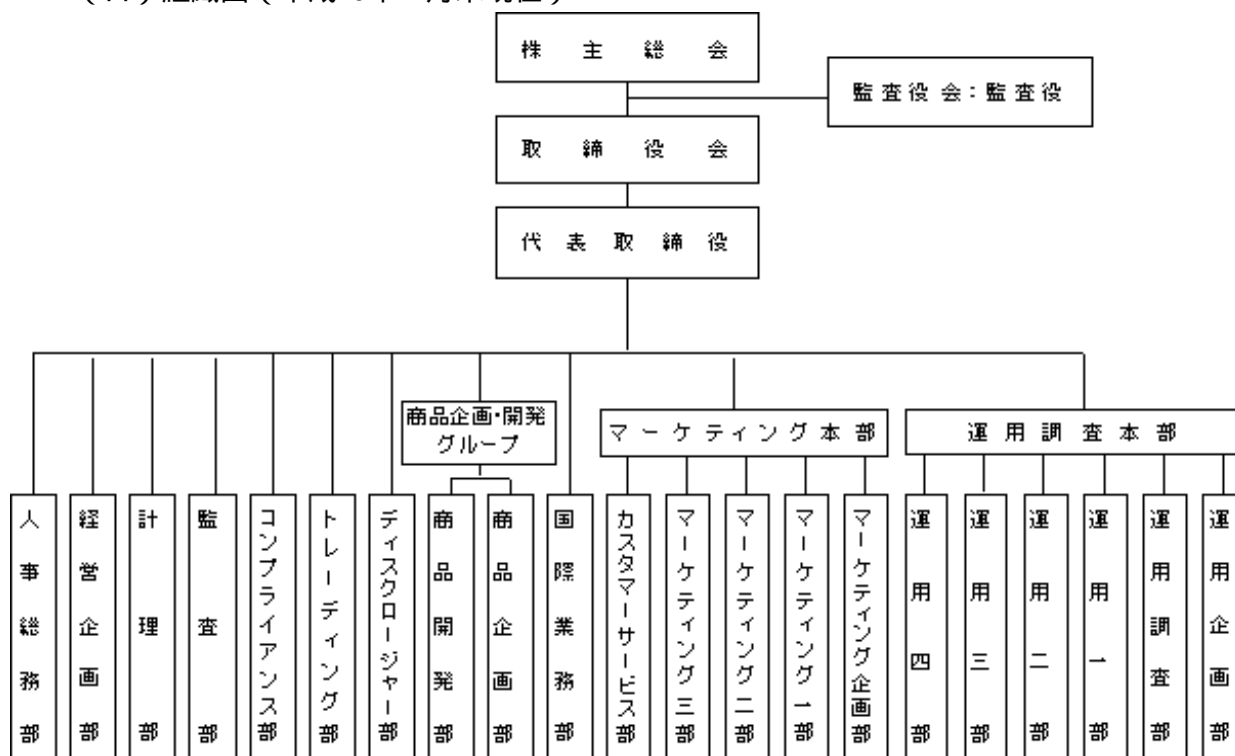 株主総会
監査役会：監査役
取締役会
代表取締役
商品企画・開発
グループ
マーケティング本部
運用調査本部
人事総務部
経営企画部
計理部
監査部
コンプライアンス部
トレーディング部
ディスクロージャー部
商品開発部
商品企画部
国際業務部
カスタマーサービス部
マーケティング三部
マーケティング二部
マーケティング一部
マーケティング企画部
運用四部
運用三部
運用二部
運用一部
運用調査部
運用企画部